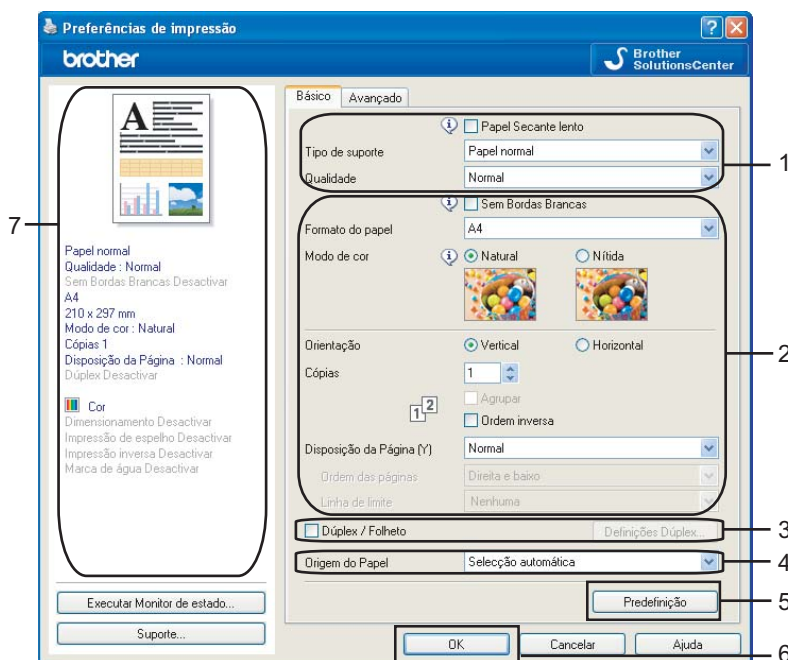 Preferências de impressão
brother
Brother
SolutionsCenter
A
Papel normal
Qualidade : Normal
Sem Bordas Brancas Desactivar
A4
210 x 297 mm
Modo de cor : Natural
Cópias 1
Disposição da Página : Normal
Dúplex Desactivar
Cor
Dimensionamento Desactivar
Impressão de espelho Desactivar
Impressão inversa Desactivar
Marca de água Desactivar
Executar Monitor de estado...
Suporte...
7
Básico
Avançado
Papel Secante lento
Tipo de suporte Papel normal
Qualidade Normal
1
Sem Bordas Brancas
Formato do papel A4
Modo de cor Natural Nítida
Orientação Vertical Horizontal
Cópias 1
Agrupar
1 2
Ordem inversa
Disposição da Página (Y) Normal
Ordem das páginas Direita e baixo
Linha de limite Nenhuma
2
Dúplex / Folheto Definições Dúplex...
3
Origem do Papel Selecção automática
4
Predefinição
5
OK
Cancelar
Ajuda
6